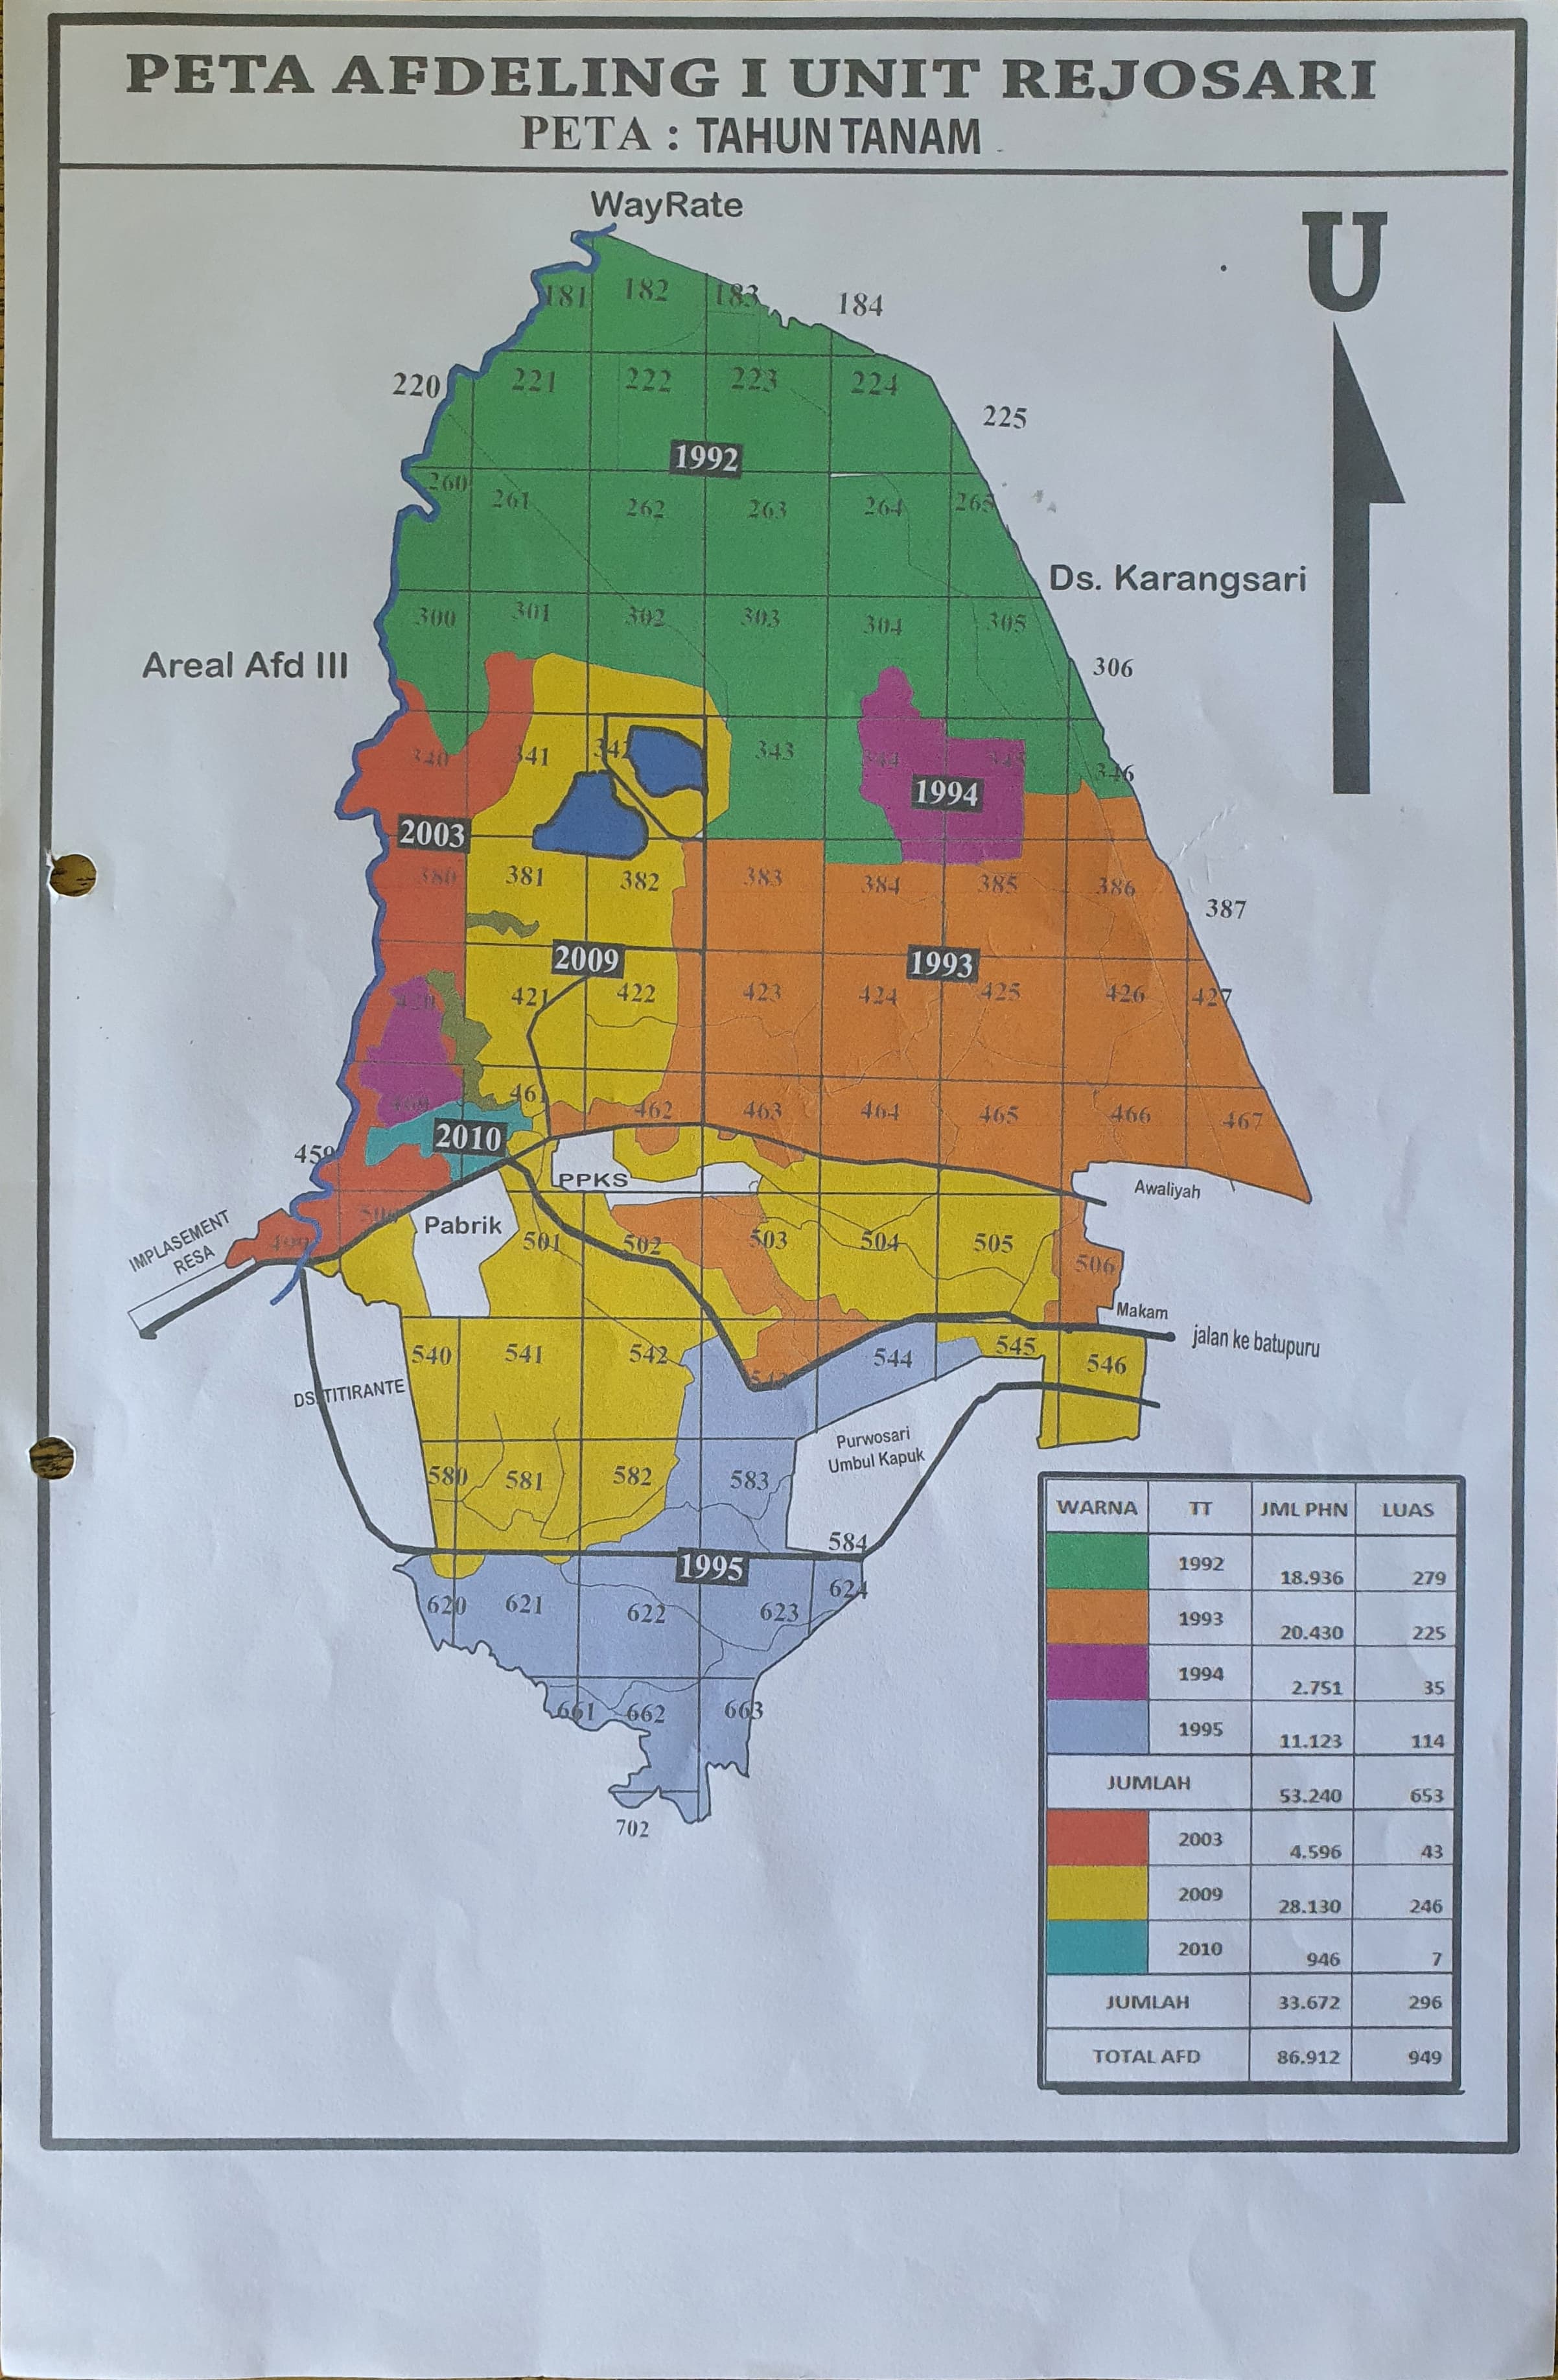 PETA AFDELING I UNIT REJOSARI
PETA : TAHUN TANAM
WayRate
U
181 182 183 184
220 221 222 223 224 225
1992
260 261 262 263 264 265
Ds. Karangsari
300 301 302 303 304 305 306
Areal Afd III
340 341 342 343 344 345 346
1994
2003
380 381 382 383 384 385 386 387
2009 1993
420 421 422 423 424 425 426 427
460 461 462 463 464 465 466 467
2010
459
PPKS
Awaliyah
IMPLASEMENT
RESA
Pabrik
499 500 501 502 503 504 505 506
Makam
jalan ke batupuru
540 541 542 543 544 545 546
DS. TITIRANTE
Purwosari
Umbul Kapuk
580 581 582 583 584
1995
620 621 622 623 624
661 662 663
702
WARNA TT JML PHN LUAS
1992 18.936 279
1993 20.430 225
1994 2.751 35
1995 11.123 114
JUMLAH 53.240 653
2003 4.596 43
2009 28.130 246
2010 946 7
JUMLAH 33.672 296
TOTAL AFD 86.912 949